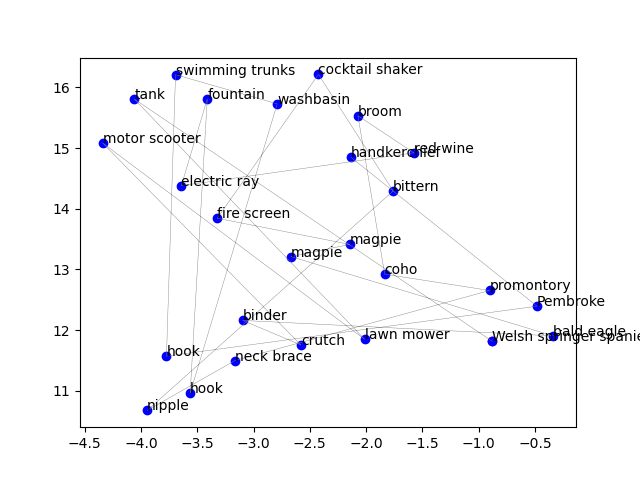 swimming trunks
cocktail shaker
tank
fountain
washbasin
broom
motor scooter
handkerchief
red wine
electric ray
bittern
fire screen
magpie
magpie
coho
promontory
Pembroke
binder
bald eagle
lawn mower
Welsh springer spanie
crutch
hook
neck brace
hook
nipple
16
15
14
13
12
11
−4.5 −4.0 −3.5 −3.0 −2.5 −2.0 −1.5 −1.0 −0.5